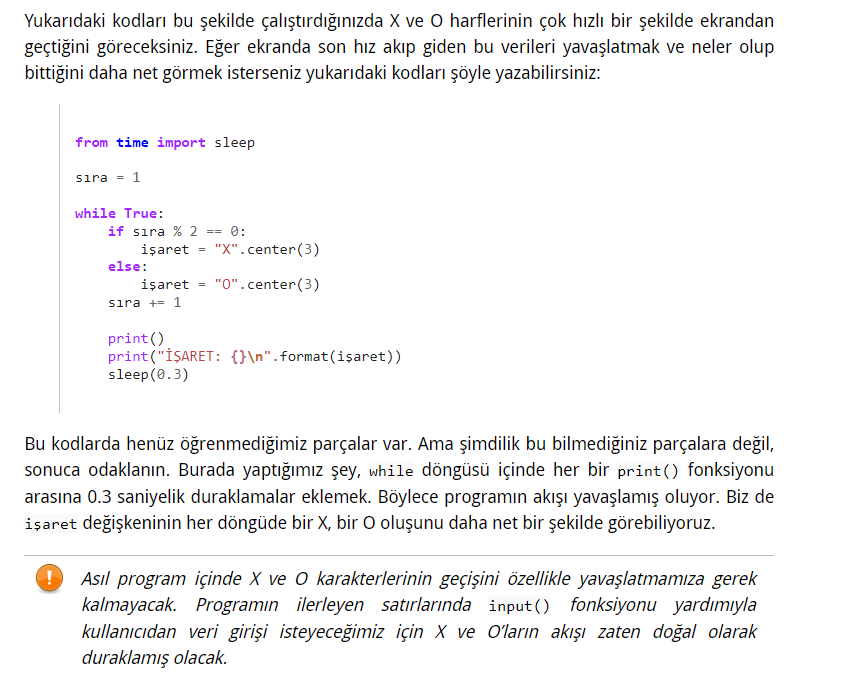 Yukarıdaki kodları bu şekilde çalıştırdığınızda X ve O harflerinin çok hızlı bir şekilde ekrandan
geçtiğini göreceksiniz. Eğer ekranda son hız akıp giden bu verileri yavaşlatmak ve neler olup
bittiğini daha net görmek isterseniz yukarıdaki kodları şöyle yazabilirsiniz:
from time import sleep
sıra = 1
while True:
    if sıra % 2 == 0:
        işaret = "X".center(3)
    else:
        işaret = "O".center(3)
    sıra += 1
    print()
    print("İŞARET: {}\n".format(işaret))
    sleep(0.3)
Bu kodlarda henüz öğrenmediğimiz parçalar var. Ama şimdilik bu bilmediğiniz parçalara değil,
sonuca odaklanın. Burada yaptığımız şey, while döngüsü içinde her bir print() fonksiyonu
arasına 0.3 saniyelik duraklamalar eklemek. Böylece programın akışı yavaşlamış oluyor. Biz de
işaret değişkeninin her döngüde bir X, bir O oluşunu daha net bir şekilde görebiliyoruz.
Asıl program içinde X ve O karakterlerinin geçişini özellikle yavaşlatmamıza gerek
kalmayacak. Programın ilerleyen satırlarında input() fonksiyonu yardımıyla
kullanıcıdan veri girişi isteyeceğimiz için X ve O'ların akışı zaten doğal olarak
duraklamış olacak.